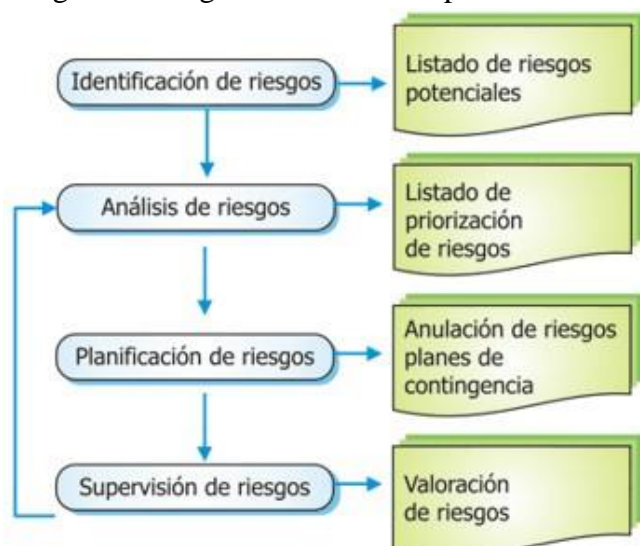 Identificación de riesgos
Listado de riesgos
potenciales
Análisis de riesgos
Listado de
priorización
de riesgos
Planificación de riesgos
Anulación de riesgos
planes de
contingencia
Supervisión de riesgos
Valoración
de riesgos